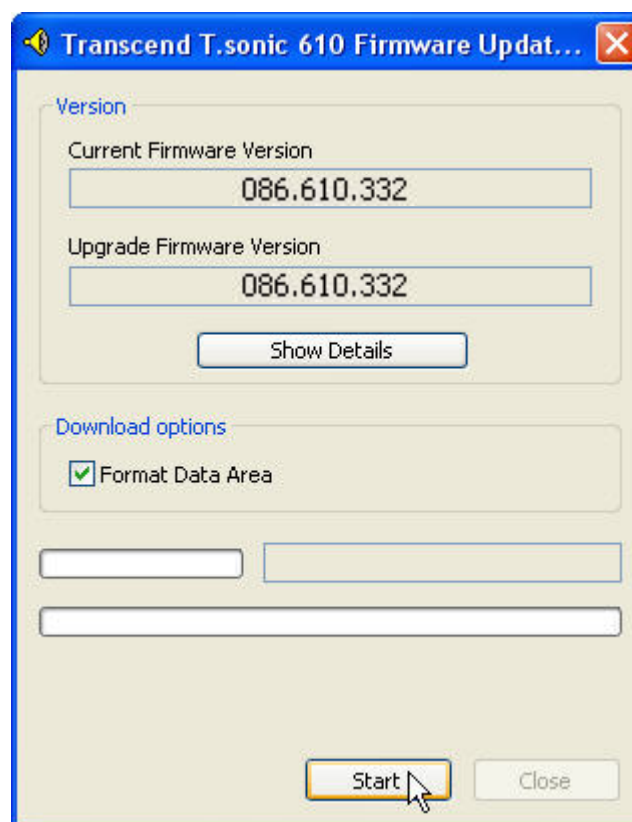 Transcend T.sonic 610 Firmware Updat...
Version
Current Firmware Version
086.610.332
Upgrade Firmware Version
086.610.332
Show Details
Download options
Format Data Area
Start
Close